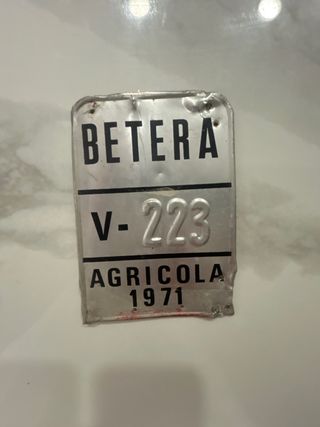 BETERA
V- 223
AGRICOLA
1971